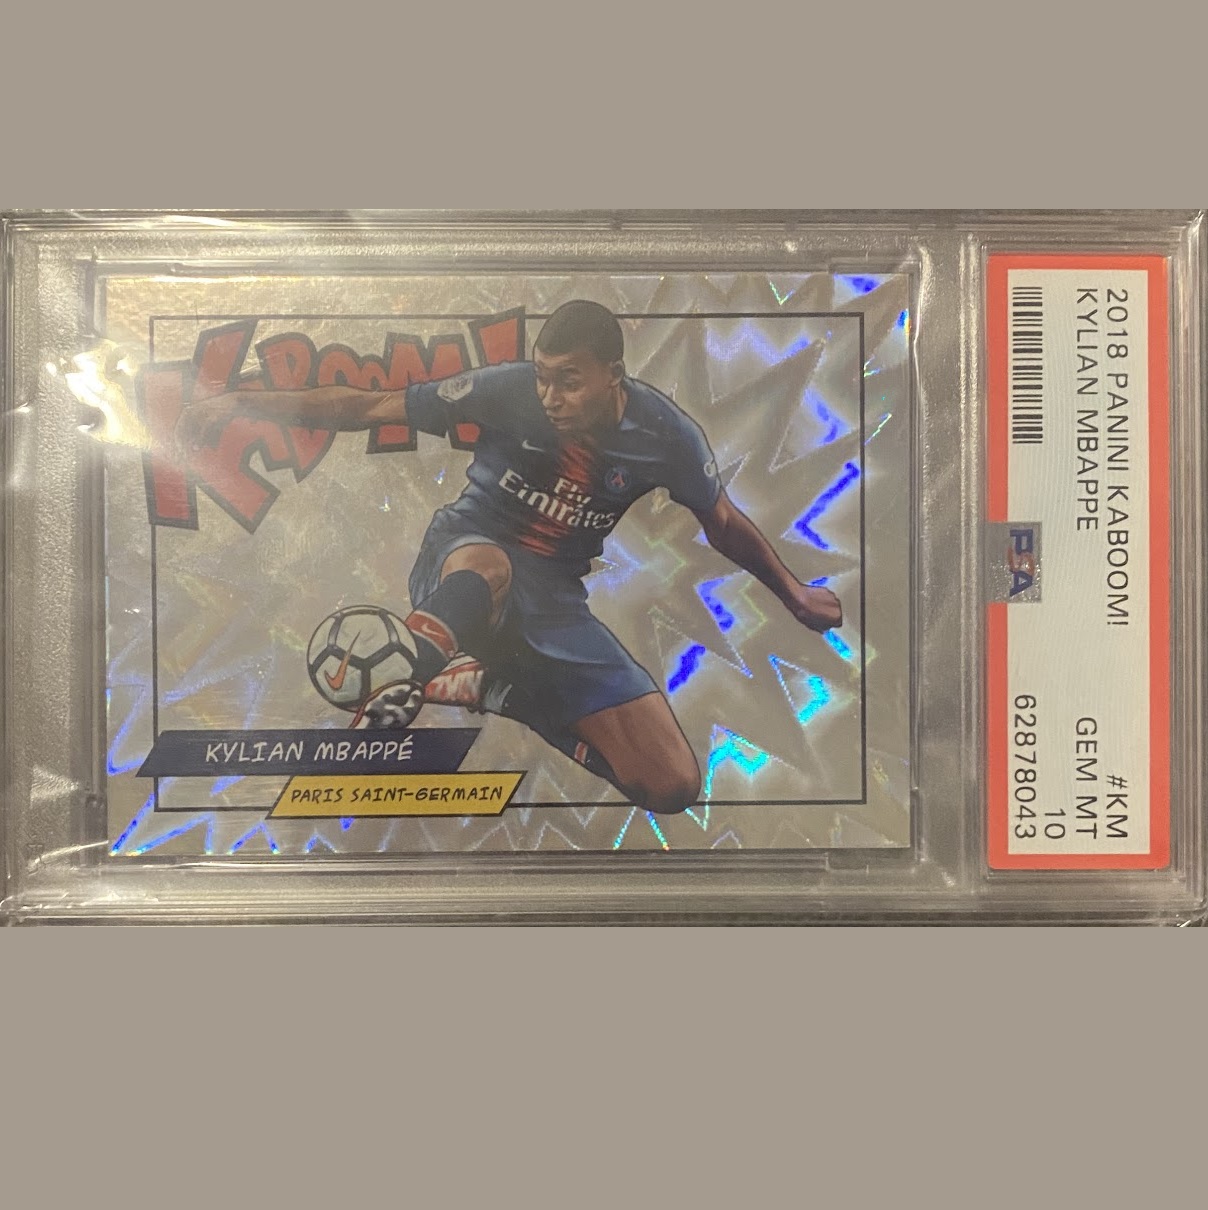 KABOOM!
Fly
Emirates
KYLIAN MBAPPÉ
PARIS SAINT-GERMAIN
2018 PANINI KABOOM! #KM
KYLIAN MBAPPE GEM MT
10
PSA
62878043